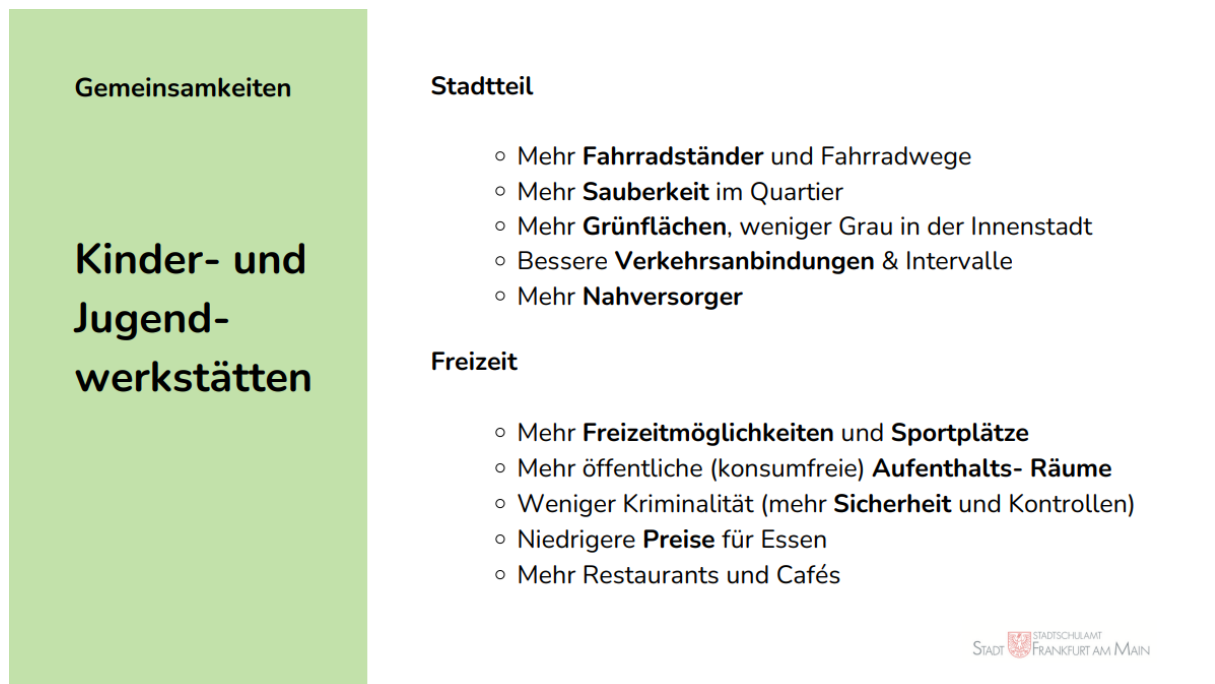 Gemeinsamkeiten
Kinder- und
Jugend-
werkstätten
Stadtteil
Mehr Fahrradständer und Fahrradwege
Mehr Sauberkeit im Quartier
Mehr Grünflächen, weniger Grau in der Innenstadt
Bessere Verkehrsanbindungen & Intervalle
Mehr Nahversorger
Freizeit
Mehr Freizeitmöglichkeiten und Sportplätze
Mehr öffentliche (konsumfreie) Aufenthalts- Räume
Weniger Kriminalität (mehr Sicherheit und Kontrollen)
Niedrigere Preise für Essen
Mehr Restaurants und Cafés
STADTSCHULAMT
STADT FRANKFURT AM MAIN